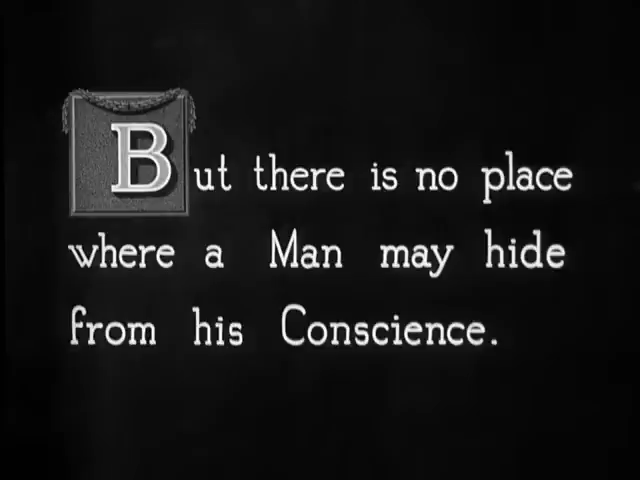 But there is no place
where a Man may hide
from his Conscience.